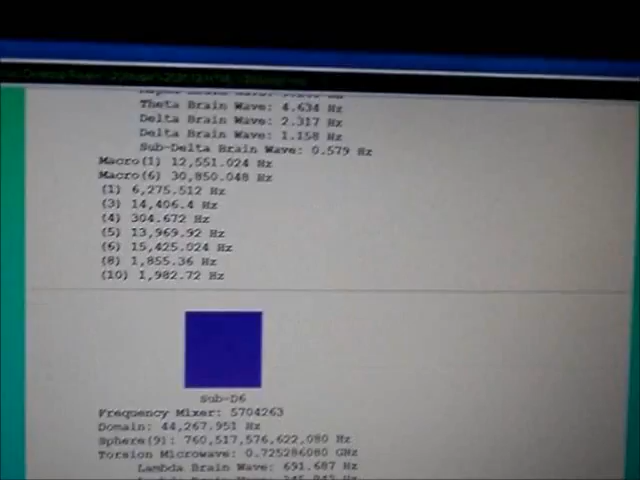 Theta Brain Wave: 4.634 Hz
Delta Brain Wave: 2.317 Hz
Delta Brain Wave: 1.158 Hz
Sub-Delta Brain Wave: 0.579 Hz
Macro(1) 12,551.024 Hz
Macro(6) 30,850.048 Hz
(1) 6,275.512 Hz
(3) 14,406.4 Hz
(4) 304.672 Hz
(5) 13,969.92 Hz
(6) 15,425.024 Hz
(8) 1,855.36 Hz
(10) 1,982.72 Hz
Sub-D6
Frequency Mixer: 5704263
Domain: 44,267.951 Hz
Sphere(9): 760,517,576,622,080 Hz
Torsion Microwave: 0.725286080 GHz
Lambda Brain Wave: 691.687 Hz